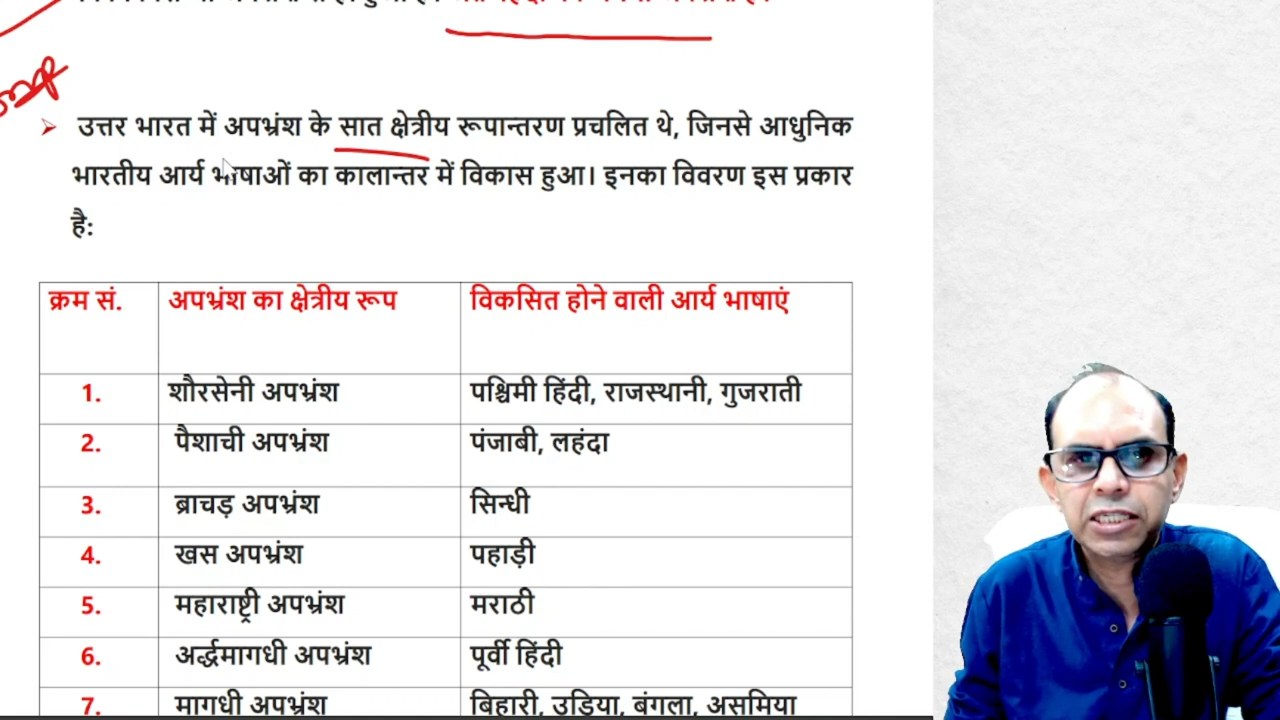 उत्तर भारत में अपभ्रंश के सात क्षेत्रीय रूपान्तरण प्रचलित थे, जिनसे आधुनिक
भारतीय आर्य भाषाओं का कालान्तर में विकास हुआ। इनका विवरण इस प्रकार
है:
क्रम सं. अपभ्रंश का क्षेत्रीय रूप विकसित होने वाली आर्य भाषाएं
1. शौरसेनी अपभ्रंश पश्चिमी हिंदी, राजस्थानी, गुजराती
2. पैशाची अपभ्रंश पंजाबी, लहंदा
3. ब्राचड़ अपभ्रंश सिन्धी
4. खस अपभ्रंश पहाड़ी
5. महाराष्ट्री अपभ्रंश मराठी
6. अर्द्धमागधी अपभ्रंश पूर्वी हिंदी
7. मागधी अपभ्रंश बिहारी, उड़िया, बंगला, असमिया